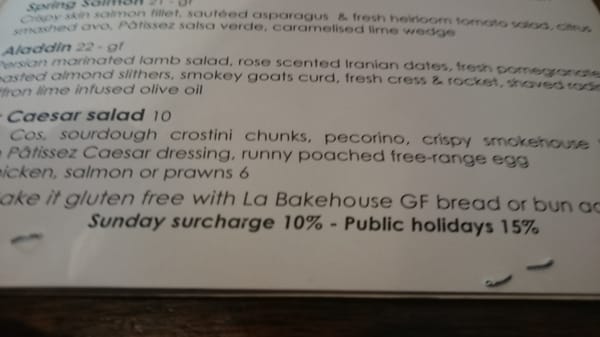 Spring Salmon 21 - gf
Crispy skin salmon fillet, sautéed asparagus & fresh heirloom tomato salad, citrus
smashed avo, Pâtissez salsa verde, caramelised lime wedge
Aladdin 22 - gf
Persian marinated lamb salad, rose scented Iranian dates, fresh pomegranate
oasted almond slithers, smokey goats curd, fresh cress & rocket, shaved
ffron lime infused olive oil
Caesar salad 10
Cos, sourdough crostini chunks, pecorino, crispy smokehouse
Pâtissez Caesar dressing, runny poached free-range egg
icken, salmon or prawns 6
ake it gluten free with La Bakehouse GF bread or bun
Sunday surcharge 10% - Public holidays 15%